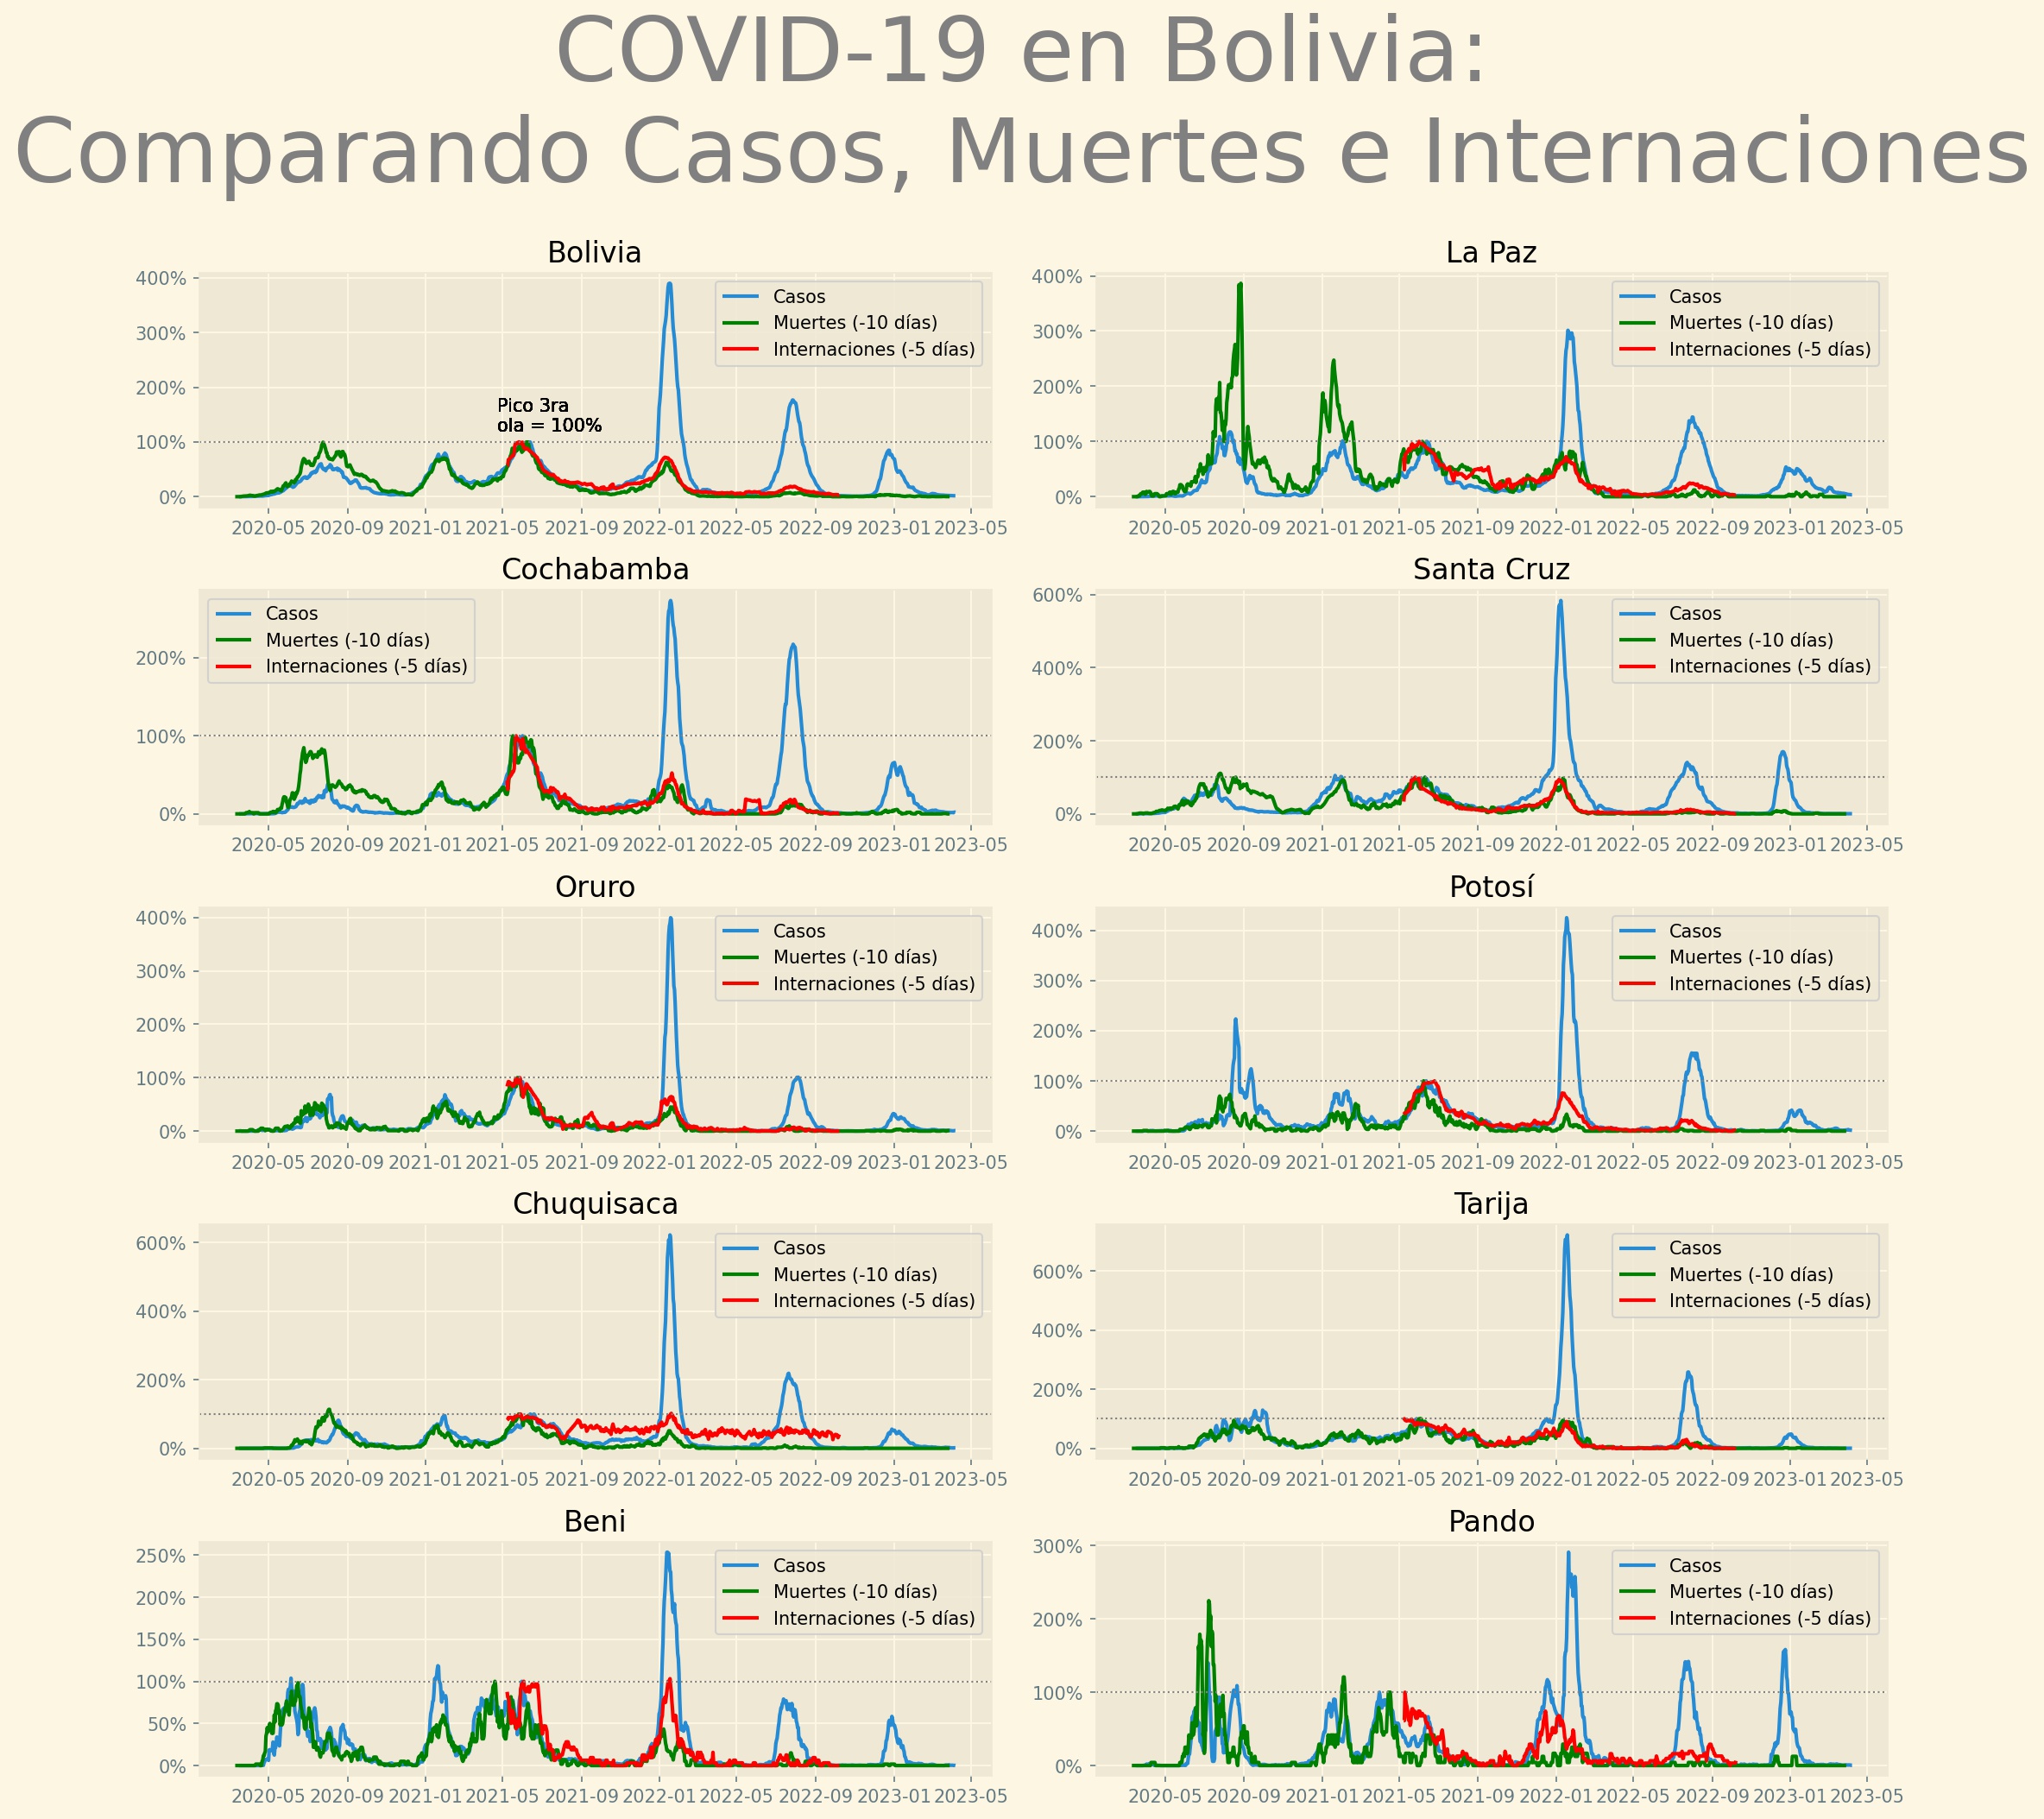 COVID-19 en Bolivia:
Comparando Casos, Muertes e Internaciones
Bolivia
400%
300%
200%
100%
0%
Pico 3ra
ola = 100%
Casos
Muertes (-10 días)
Internaciones (-5 días)
2020-05 2020-09 2021-01 2021-05 2021-09 2022-01 2022-05 2022-09 2023-01 2023-05
La Paz
400%
300%
200%
100%
0%
Casos
Muertes (-10 días)
Internaciones (-5 días)
2020-05 2020-09 2021-01 2021-05 2021-09 2022-01 2022-05 2022-09 2023-01 2023-05
Cochabamba
200%
100%
0%
Casos
Muertes (-10 días)
Internaciones (-5 días)
2020-05 2020-09 2021-01 2021-05 2021-09 2022-01 2022-05 2022-09 2023-01 2023-05
Santa Cruz
600%
400%
200%
0%
Casos
Muertes (-10 días)
Internaciones (-5 días)
2020-05 2020-09 2021-01 2021-05 2021-09 2022-01 2022-05 2022-09 2023-01 2023-05
Oruro
400%
300%
200%
100%
0%
Casos
Muertes (-10 días)
Internaciones (-5 días)
2020-05 2020-09 2021-01 2021-05 2021-09 2022-01 2022-05 2022-09 2023-01 2023-05
Potosí
400%
300%
200%
100%
0%
Casos
Muertes (-10 días)
Internaciones (-5 días)
2020-05 2020-09 2021-01 2021-05 2021-09 2022-01 2022-05 2022-09 2023-01 2023-05
Chuquisaca
600%
400%
200%
0%
Casos
Muertes (-10 días)
Internaciones (-5 días)
2020-05 2020-09 2021-01 2021-05 2021-09 2022-01 2022-05 2022-09 2023-01 2023-05
Tarija
600%
400%
200%
0%
Casos
Muertes (-10 días)
Internaciones (-5 días)
2020-05 2020-09 2021-01 2021-05 2021-09 2022-01 2022-05 2022-09 2023-01 2023-05
Beni
250%
200%
150%
100%
50%
0%
Casos
Muertes (-10 días)
Internaciones (-5 días)
2020-05 2020-09 2021-01 2021-05 2021-09 2022-01 2022-05 2022-09 2023-01 2023-05
Pando
300%
200%
100%
0%
Casos
Muertes (-10 días)
Internaciones (-5 días)
2020-05 2020-09 2021-01 2021-05 2021-09 2022-01 2022-05 2022-09 2023-01 2023-05